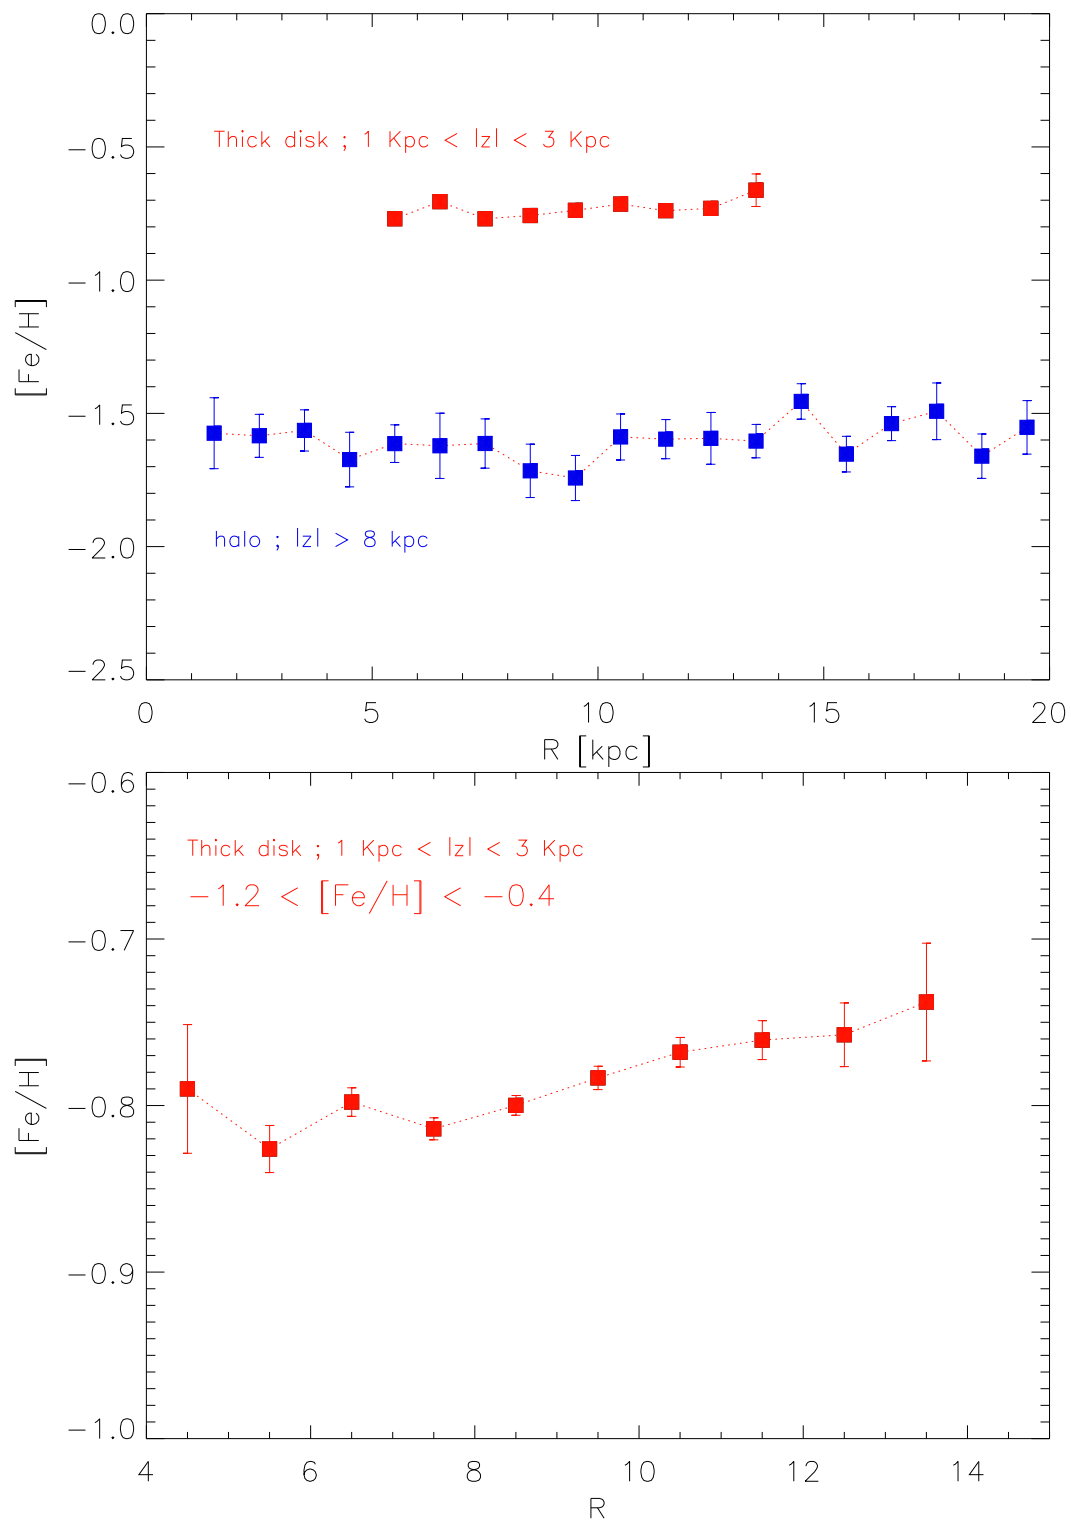 0.0
Thick disk ; 1 Kpc < |z| < 3 Kpc
−0.5
−1.0
[Fe/H]
−1.5
halo ; |z| > 8 kpc
−2.0
−2.5
0 5 10 15 20
R [kpc]
−0.6
Thick disk ; 1 Kpc < |z| < 3 Kpc
−1.2 < [Fe/H] < −0.4
−0.7
[Fe/H]
−0.8
−0.9
−1.0
4 6 8 10 12 14
R